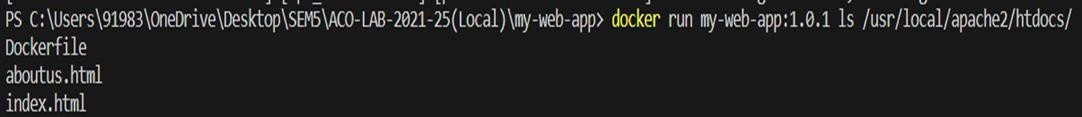 PS C:\Users\91983\OneDrive\Desktop\SEM5\ACO-LAB-2021-25(Local)\my-web-app> docker run my-web-app:1.0.1 ls /usr/local/apache2/htdocs/
Dockerfile
aboutus.html
index.html